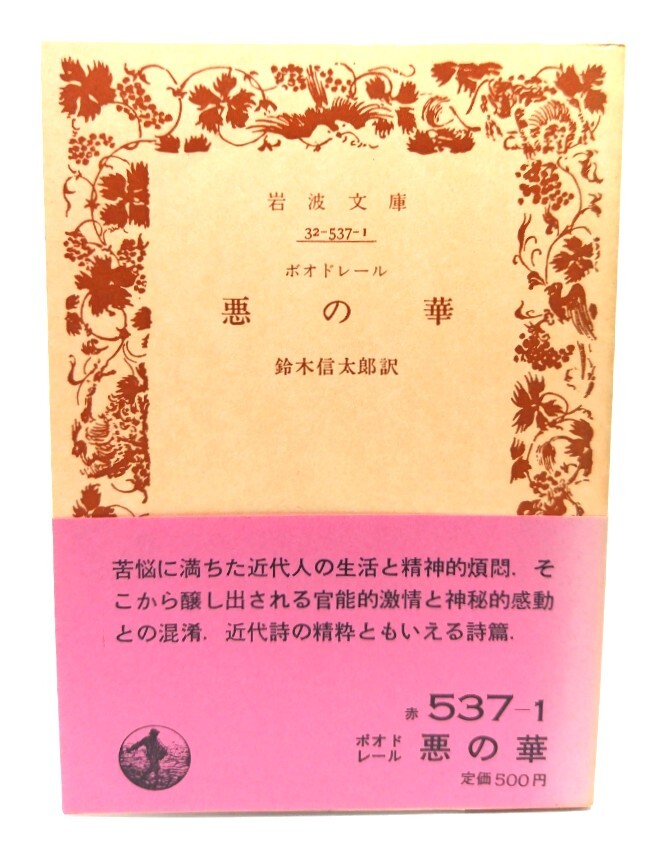 岩波文庫
32-537-1
ボオドレール
悪の華
鈴木信太郎訳
苦悩に満ちた近代人の生活と精神的煩悶．そ
こから醸し出される官能的激情と神秘的感動
との混淆．近代詩の精粋ともいえる詩篇．
赤 537-1
ボオド
レール 悪の華
定価500円